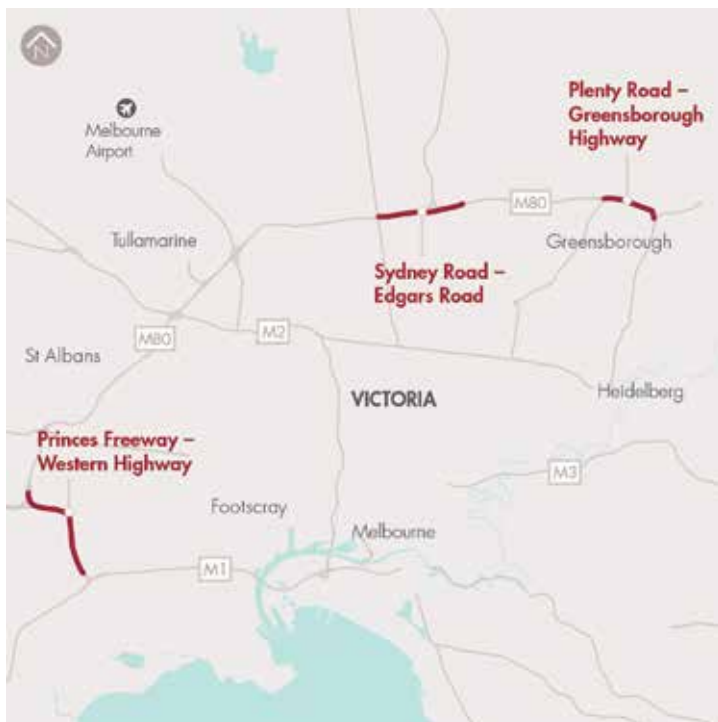 N
Plenty Road –
Greensborough
Highway
Melbourne
Airport
M80
Tullamarine
Greensborough
Sydney Road –
Edgars Road
M80
M2
St Albans
VICTORIA
Heidelberg
Princes Freeway –
Western Highway
M3
Footscray
Melbourne
M1